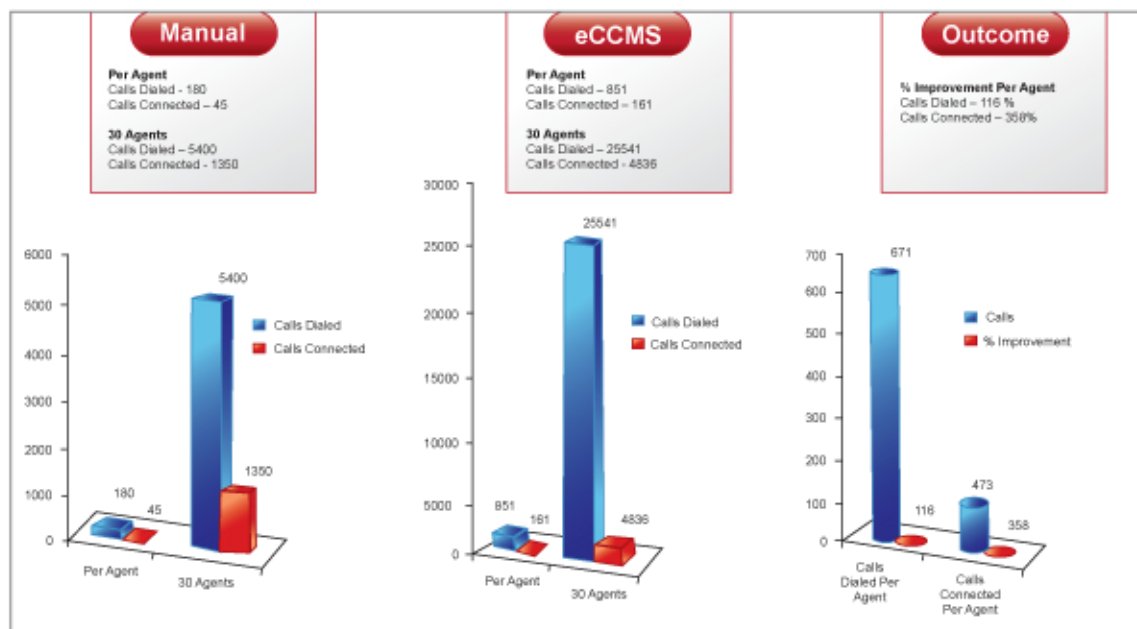 Manual
Per Agent
Calls Dialed - 180
Calls Connected – 45
30 Agents
Calls Dialed – 5400
Calls Connected - 1350
eCCMS
Per Agent
Calls Dialed – 851
Calls Connected – 161
30 Agents
Calls Dialed – 25541
Calls Connected - 4836
Outcome
% Improvement Per Agent
Calls Dialed – 116 %
Calls Connected – 358%
6000
5000
4000
3000
2000
1000
0
5400
1350
180
45
Calls Dialed
Calls Connected
Per Agent
30 Agents
30000
25000
20000
15000
10000
5000
0
25541
4836
851
161
Calls Dialed
Calls Connected
Per Agent
30 Agents
700
600
500
400
300
200
100
0
671
116
473
358
Calls
% Improvement
Calls
Dialed Per
Agent
Calls
Connected
Per Agent